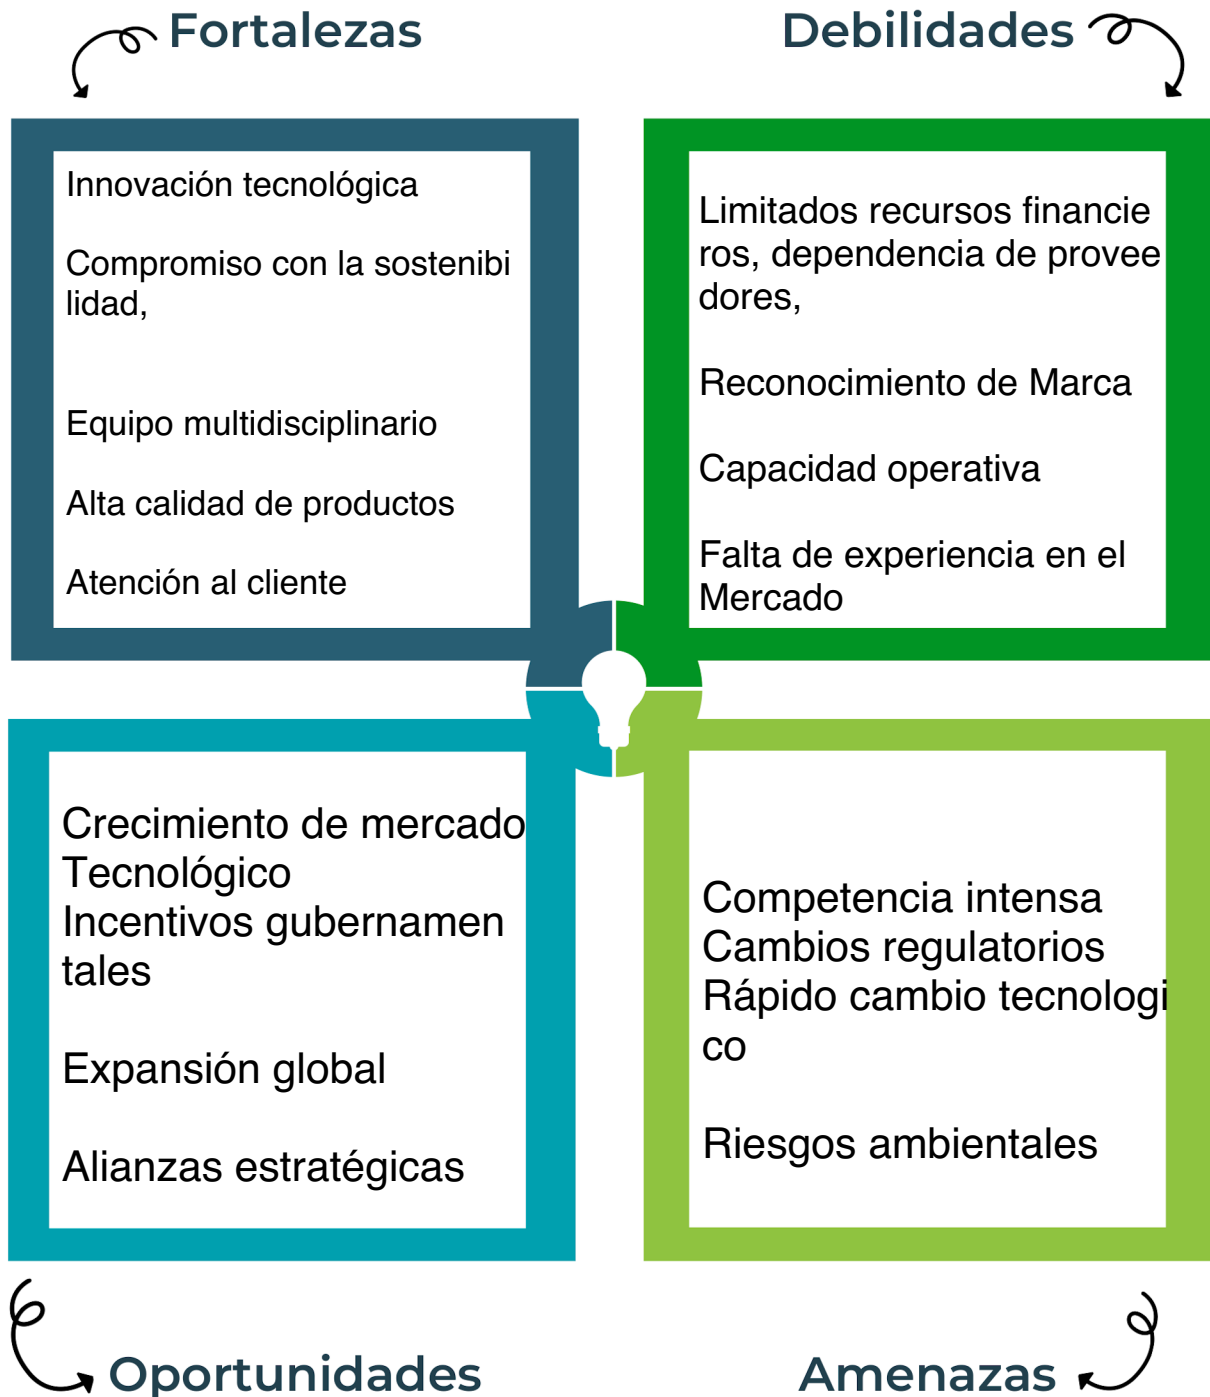 Fortalezas
Innovación tecnológica
Compromiso con la sostenibi
lidad,
Equipo multidisciplinario
Alta calidad de productos
Atención al cliente
Debilidades
Limitados recursos financie
ros, dependencia de provee
dores,
Reconocimiento de Marca
Capacidad operativa
Falta de experiencia en el
Mercado
Crecimiento de mercado
Tecnológico
Incentivos gubernamen
tales
Expansión global
Alianzas estratégicas
Oportunidades
Competencia intensa
Cambios regulatorios
Rápido cambio tecnologi
co
Riesgos ambientales
Amenazas